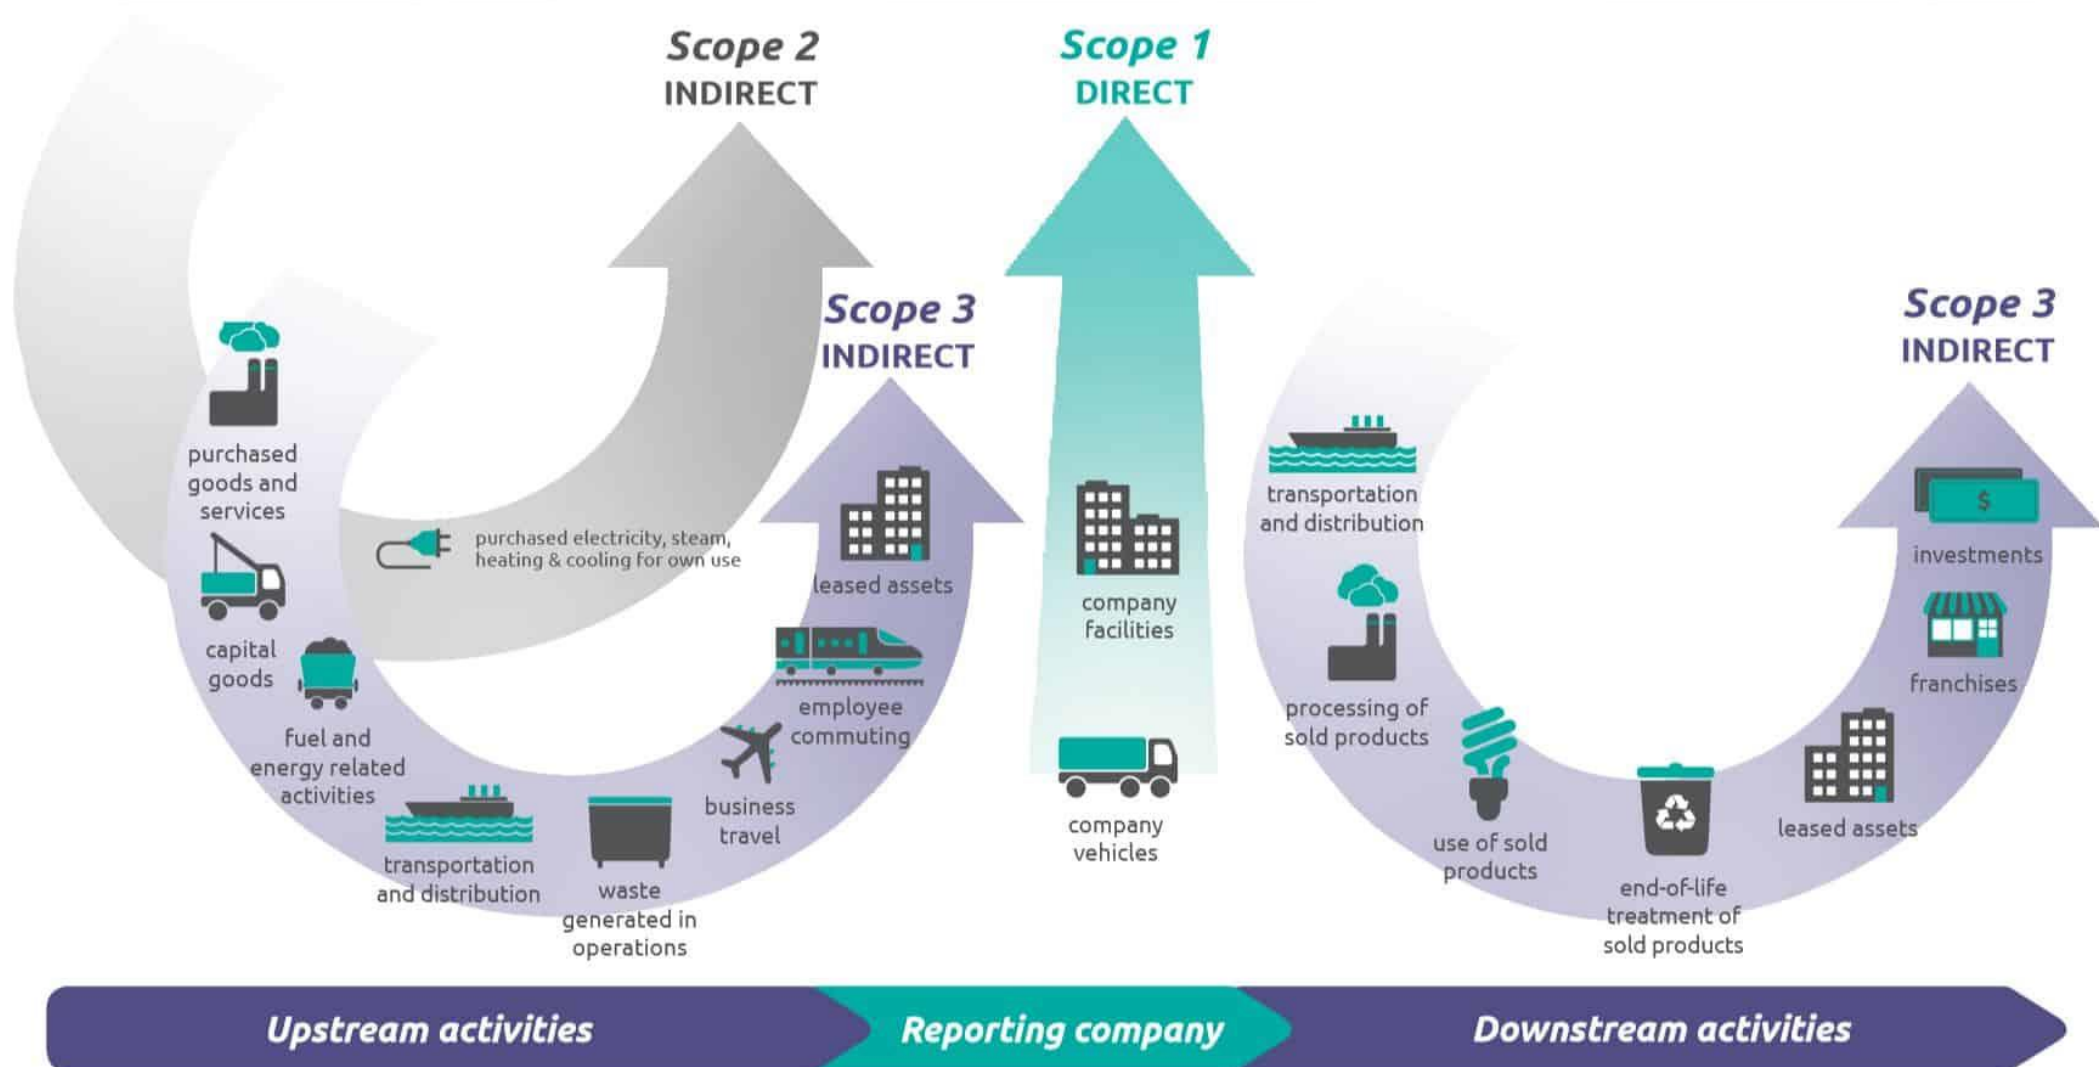 Scope 2
INDIRECT
Scope 1
DIRECT
Scope 3
INDIRECT
Scope 3
INDIRECT
purchased
goods and
services
capital
goods
fuel and
energy related
activities
transportation
and distribution
waste
generated in
operations
business
travel
employee
commuting
leased assets
purchased electricity, steam,
heating & cooling for own use
company
facilities
company
vehicles
transportation
and distribution
processing of
sold products
use of sold
products
end-of-life
treatment of
sold products
leased assets
franchises
investments
$
Upstream activities
Reporting company
Downstream activities